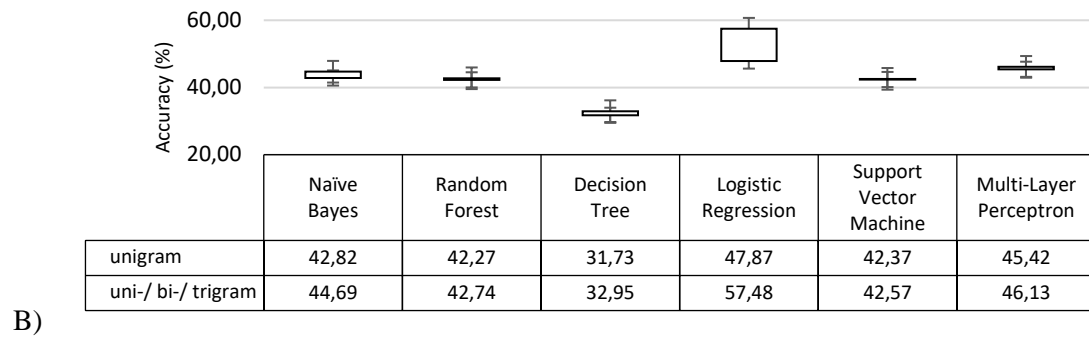 60,00
Accuracy (%)
40,00
20,00
Naïve Bayes Random Forest Decision Tree Logistic Regression Support Vector Machine Multi-Layer Perceptron
unigram 42,82 42,27 31,73 47,87 42,37 45,42
uni-/ bi-/ trigram 44,69 42,74 32,95 57,48 42,57 46,13
B)